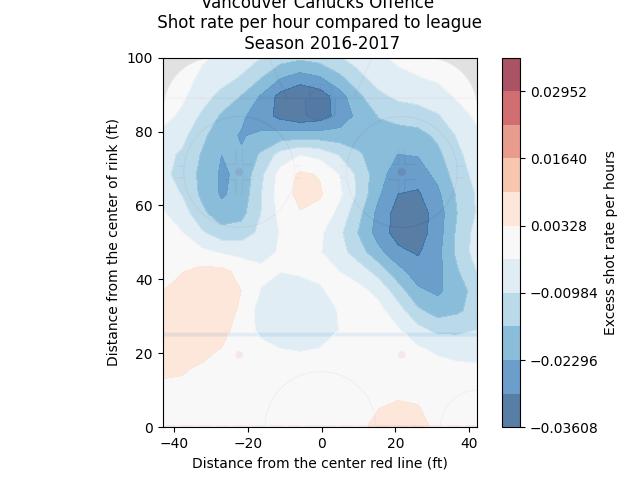 Vancouver Canucks Offence
Shot rate per hour compared to league
Season 2016-2017
100
80
60
40
20
0
Distance from the center of rink (ft)
−40
−20
0
20
40
Distance from the center red line (ft)
0.02952
0.01640
0.00328
−0.00984
−0.02296
−0.03608
Excess shot rate per hours